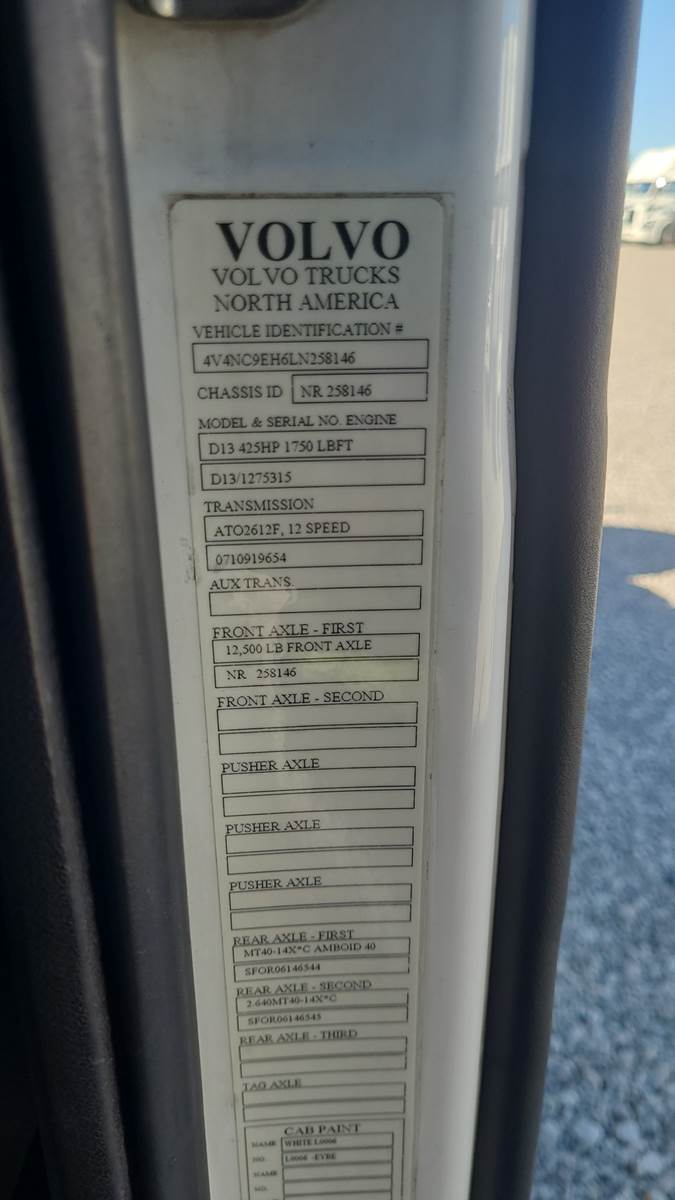 VOLVO
VOLVO TRUCKS
NORTH AMERICA
VEHICLE IDENTIFICATION #
4V4NC9EH6LN258146
CHASSIS ID NR 258146
MODEL & SERIAL NO. ENGINE
D13 425HP 1750 LBFT
D13/1275315
TRANSMISSION
ATO2612F, 12 SPEED
0710919654
AUX TRANS.
FRONT AXLE - FIRST
12,500 LB FRONT AXLE
NR 258146
FRONT AXLE - SECOND
PUSHER AXLE
PUSHER AXLE
PUSHER AXLE
REAR AXLE - FIRST
MT40-14X*C AMBOID 40
SFOR06146544
REAR AXLE - SECOND
2.640MT40-14X*C
SFOR06146545
REAR AXLE - THIRD
TAG AXLE
CAB PAINT
NAME WHITE L0006
NO. L0006 -EYBE
NAME
NO.